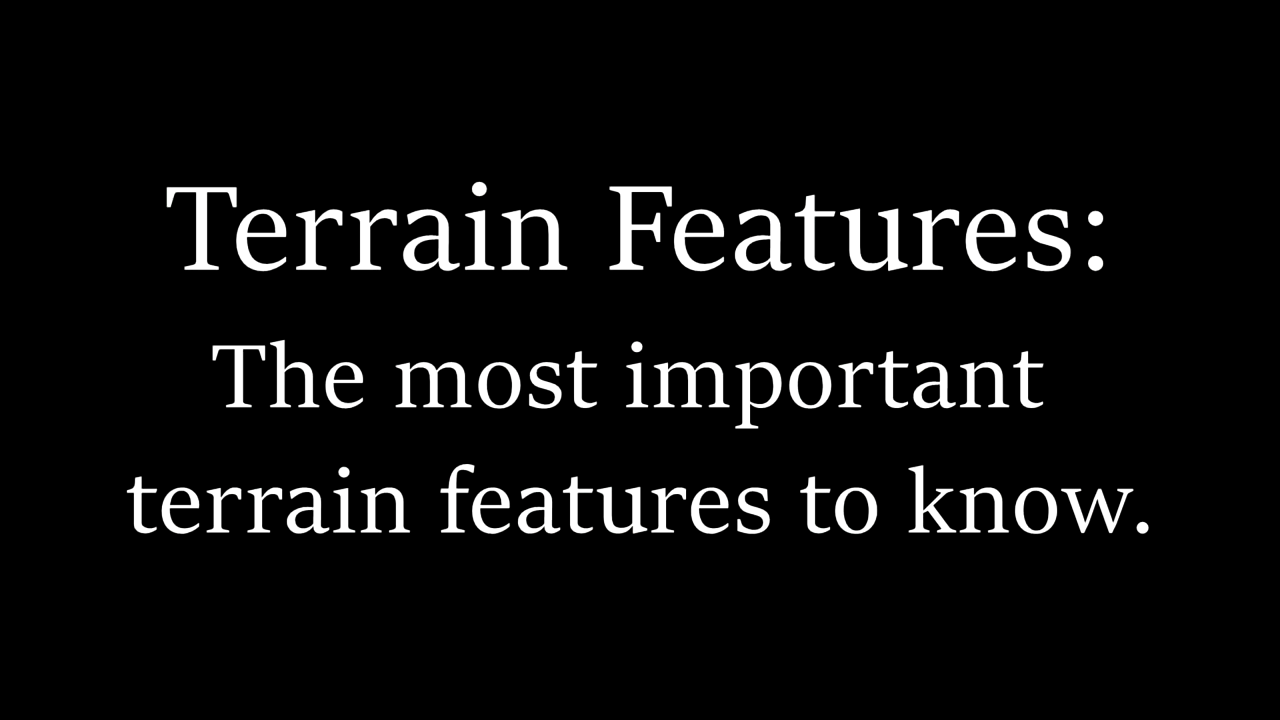 Terrain Features:
The most important
terrain features to know.